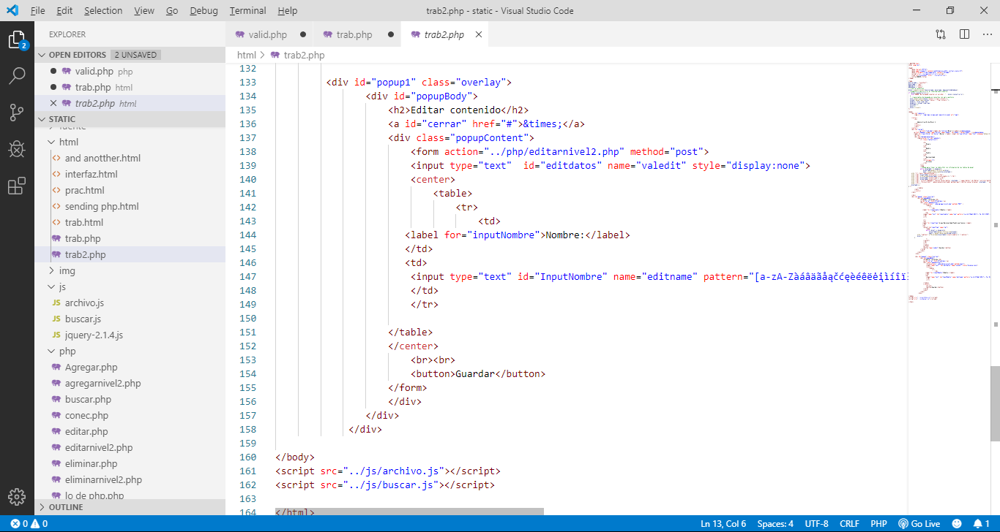 File Edit Selection View Go Debug Terminal Help trab2.php - static - Visual Studio Code
EXPLORER
valid.php trab.php trab2.php
OPEN EDITORS 2 UNSAVED
valid.php php
trab.php html
trab2.php html
STATIC
html
and anotther.html
interfaz.html
prac.html
sending php.html
trab.html
trab.php
trab2.php
img
js
JS archivo.js
JS buscar.js
JS jquery-2.1.4.js
php
Agregar.php
agregarnivel2.php
buscar.php
conec.php
editar.php
editarnivel2.php
eliminar.php
eliminarnivel2.php
lo de php.php
OUTLINE
2
html > trab2.php
132
133 <div id="popup1" class="overlay">
134 <div id="popupBody">
135 <h2>Editar contenido</h2>
136 <a id="cerrar" href="#">&times;</a>
137 <div class="popupContent">
138 <form action="../php/editarnivel2.php" method="post">
139 <input type="text"  id="editdatos" name="valedit" style="display:none">
140 <center>
141 <table>
142 <tr>
143 <td>
144 <label for="inputNombre">Nombre:</label>
145 </td>
146 <td>
147 <input type="text" id="InputNombre" name="editname" pattern="[a-zA-ZàáâäãåąčćęèéêëėįìíîïÌ
148 </td>
149 </tr>
150
151 </table>
152 </center>
153 <br><br>
154 <button>Guardar</button>
155 </form>
156 </div>
157 </div>
158 </div>
159
160 </body>
161 <script src="../js/archivo.js"></script>
162 <script src="../js/buscar.js"></script>
163
164 </html>
0 0 Ln 13, Col 6 Spaces: 4 UTF-8 CRLF PHP Go Live 1